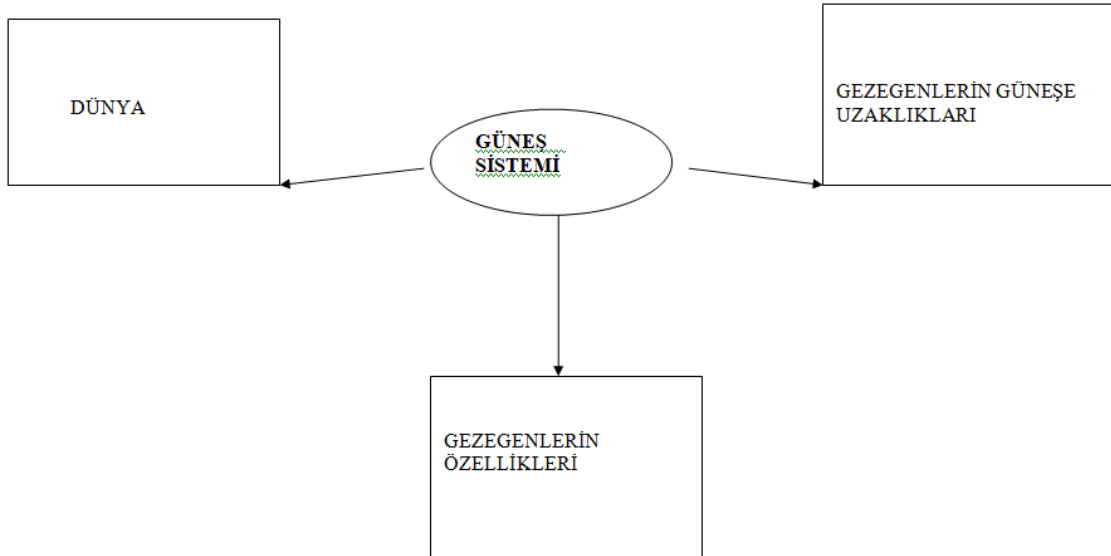 DÜNYA
GEZEGENLERİN GÜNEŞE
UZAKLIKLARI
GÜNEŞ
SİSTEMİ
GEZEGENLERİN
ÖZELLİKLERİ